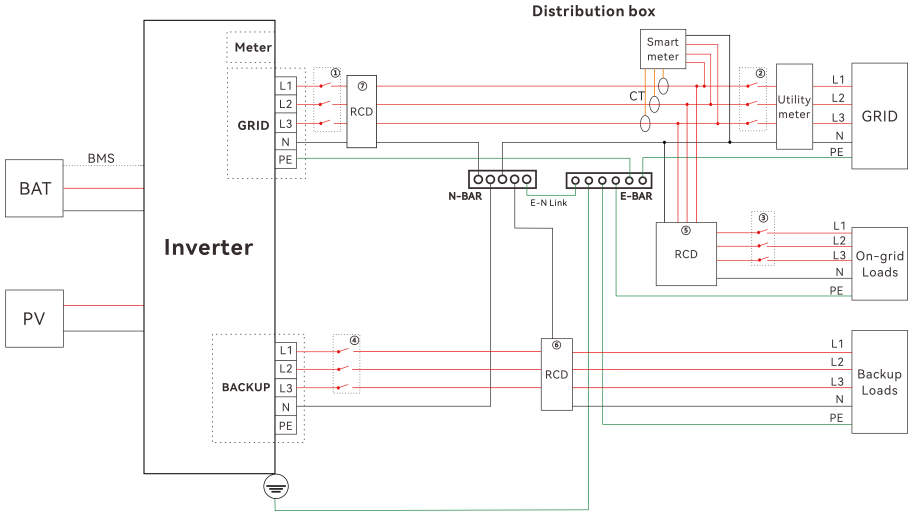 Distribution box
Meter
GRID
L1
L2
L3
N
PE
①
⑦
RCD
Smart
meter
CT
②
Utility
meter
L1
L2
L3
N
PE
GRID
BMS
BAT
N-BAR
E-N Link
E-BAR
Inverter
⑤
RCD
③
L1
L2
L3
N
PE
On-grid
Loads
PV
BACKUP
L1
L2
L3
N
PE
④
⑥
RCD
L1
L2
L3
N
PE
Backup
Loads